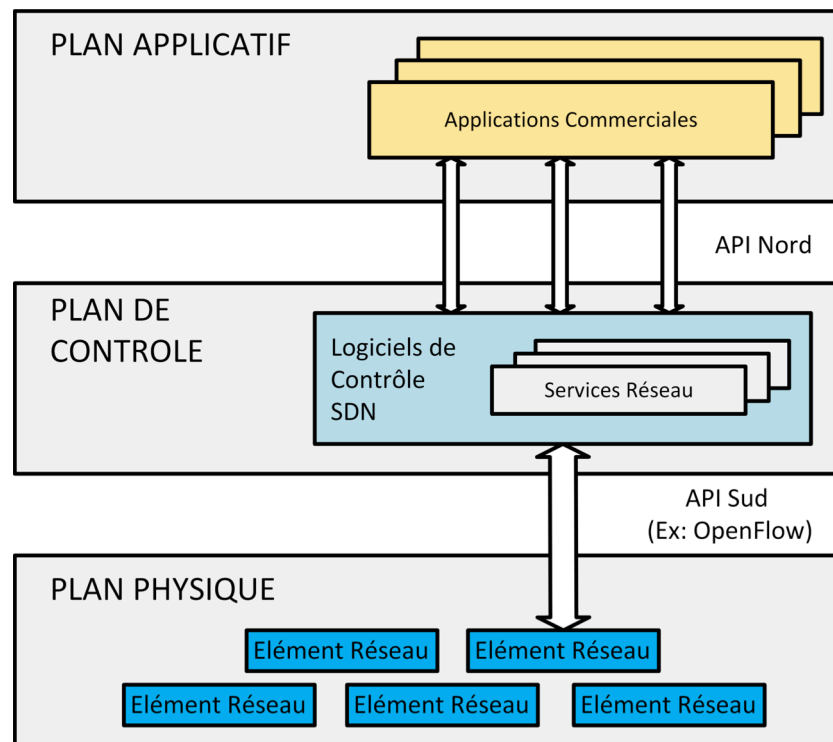 PLAN APPLICATIF
Applications Commerciales
API Nord
PLAN DE
CONTROLE
Logiciels de
Contrôle
SDN
Services Réseau
API Sud
(Ex: OpenFlow)
PLAN PHYSIQUE
Elément Réseau
Elément Réseau
Elément Réseau
Elément Réseau
Elément Réseau